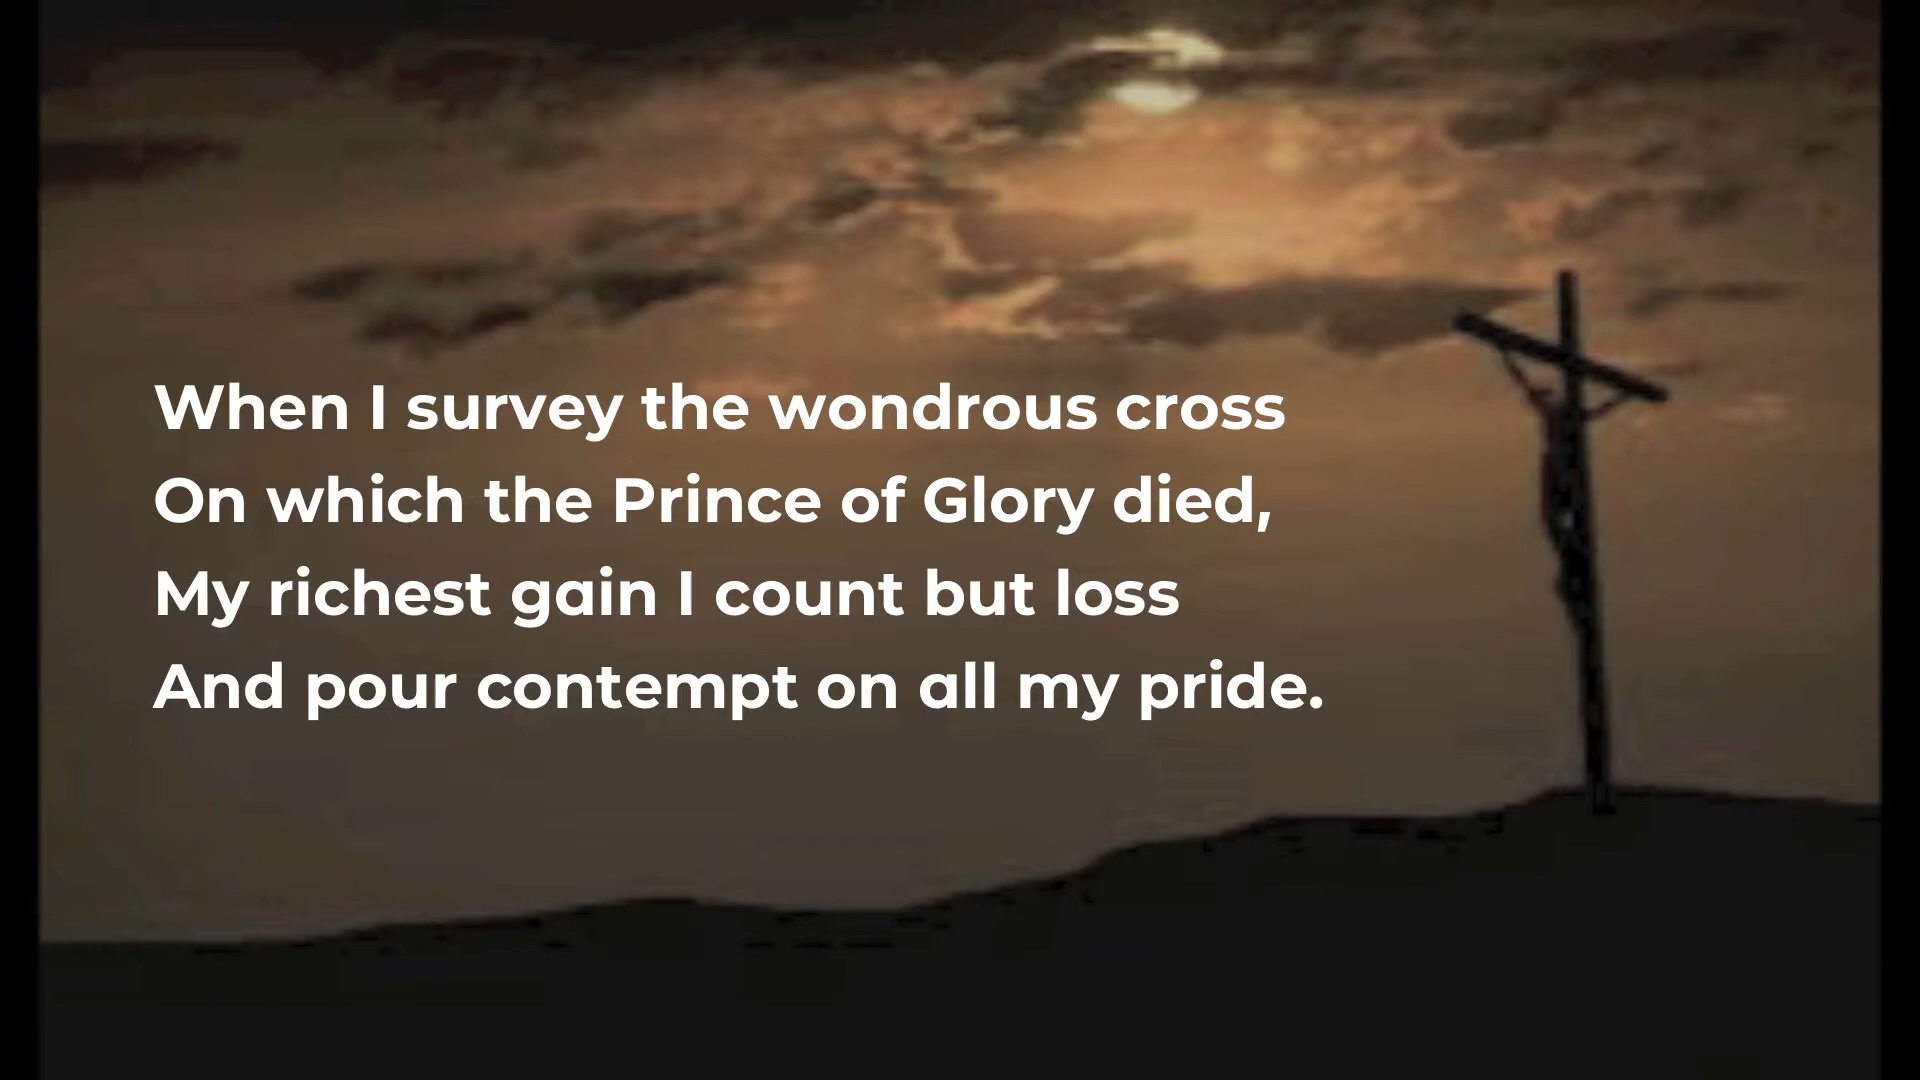 When I survey the wondrous cross
On which the Prince of Glory died,
My richest gain I count but loss
And pour contempt on all my pride.